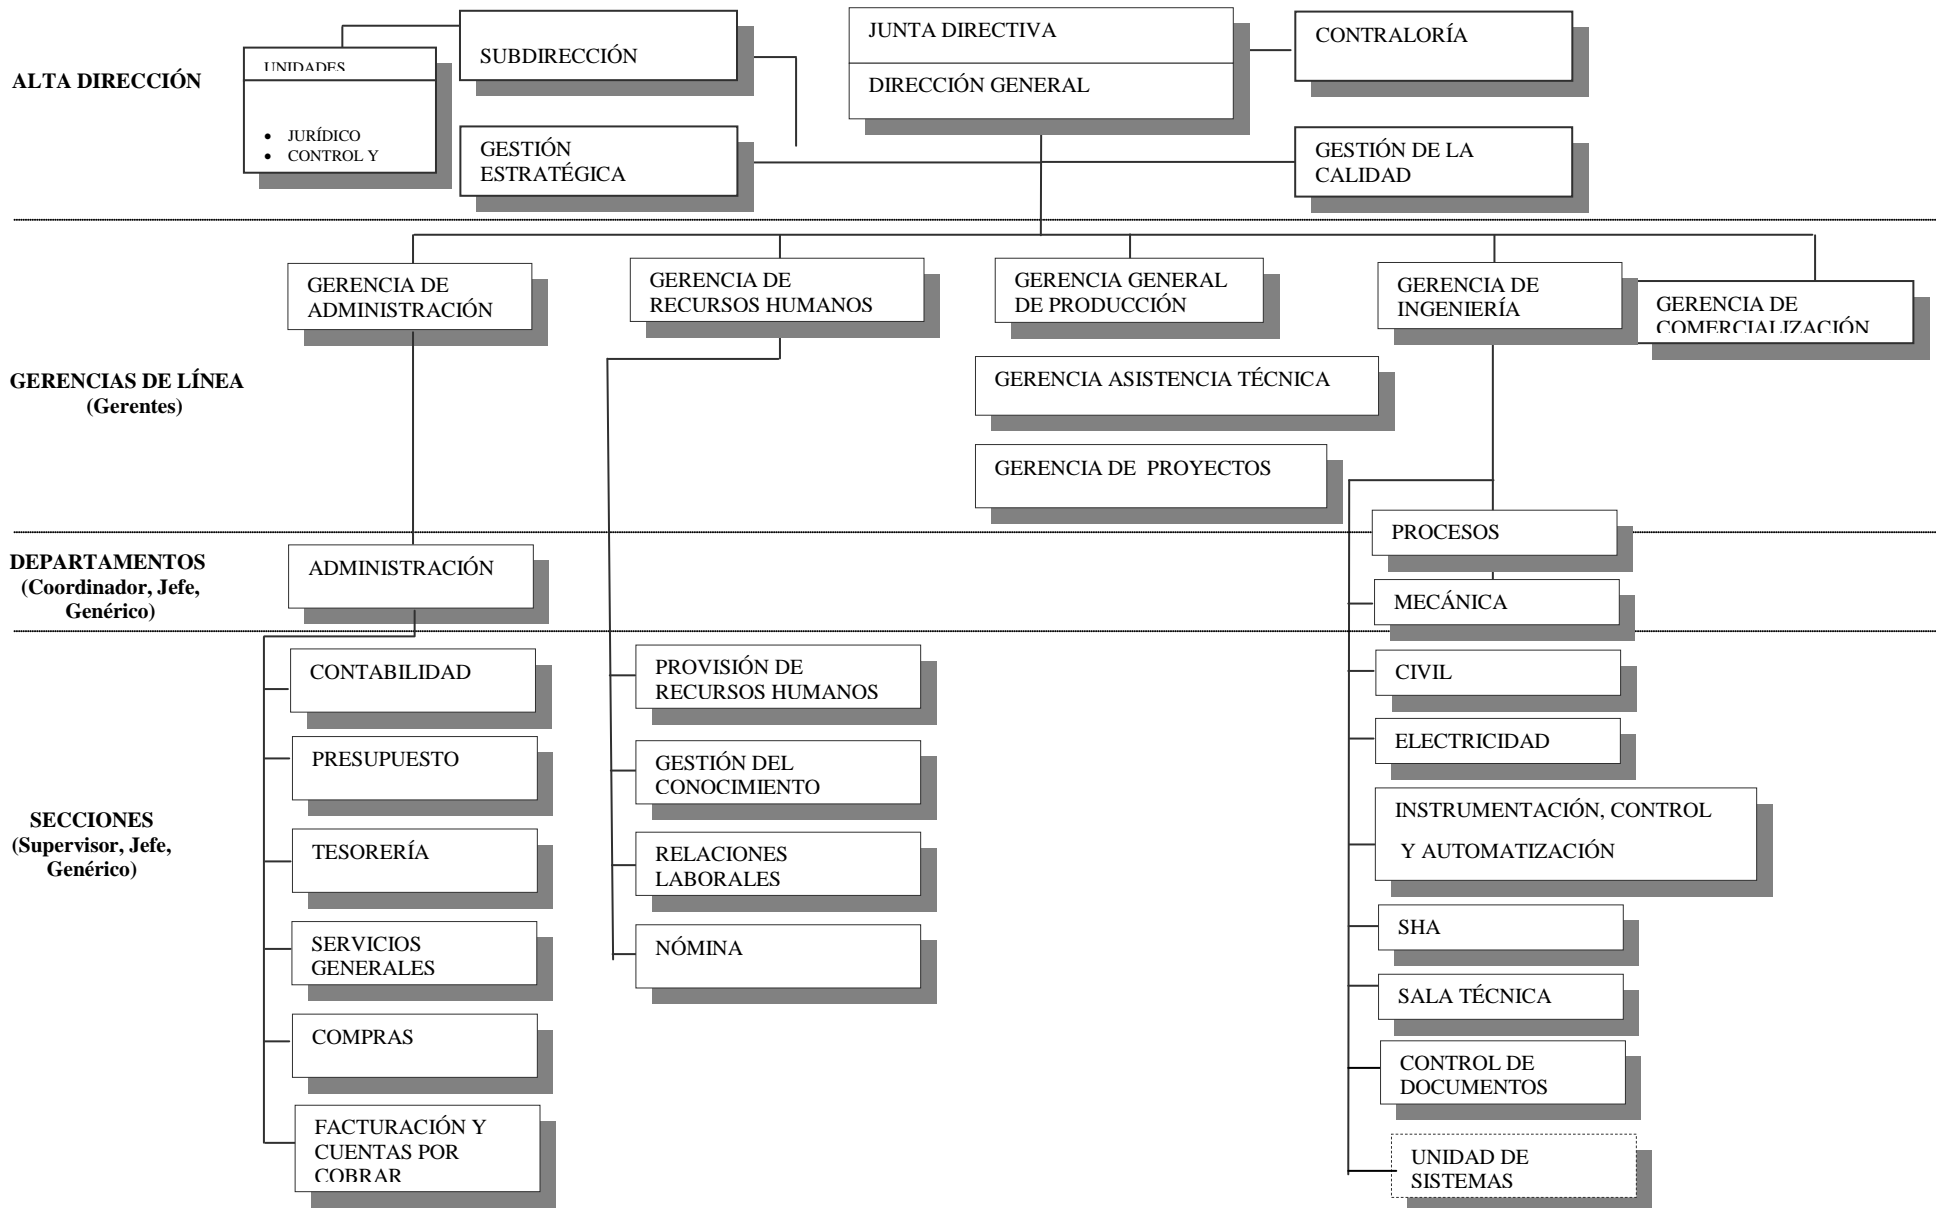 JUNTA DIRECTIVA
DIRECCIÓN GENERAL
CONTRALORÍA
SUBDIRECCIÓN
UNIDADES
• JURÍDICO
• CONTROL Y
ALTA DIRECCIÓN
GESTIÓN
ESTRATÉGICA
GESTIÓN DE LA
CALIDAD
GERENCIA DE
ADMINISTRACIÓN
GERENCIA DE
RECURSOS HUMANOS
GERENCIA GENERAL
DE PRODUCCIÓN
GERENCIA DE
INGENIERÍA
GERENCIA DE
COMERCIALIZACIÓN
GERENCIAS DE LÍNEA
(Gerentes)
GERENCIA ASISTENCIA TÉCNICA
GERENCIA DE PROYECTOS
DEPARTAMENTOS
(Coordinador, Jefe,
Genérico)
ADMINISTRACIÓN
PROCESOS
MECÁNICA
SECCIONES
(Supervisor, Jefe,
Genérico)
CONTABILIDAD
PRESUPUESTO
TESORERÍA
SERVICIOS
GENERALES
COMPRAS
FACTURACIÓN Y
CUENTAS POR
COBRAR
PROVISIÓN DE
RECURSOS HUMANOS
GESTIÓN DEL
CONOCIMIENTO
RELACIONES
LABORALES
NÓMINA
CIVIL
ELECTRICIDAD
INSTRUMENTACIÓN, CONTROL
Y AUTOMATIZACIÓN
SHA
SALA TÉCNICA
CONTROL DE
DOCUMENTOS
UNIDAD DE
SISTEMAS